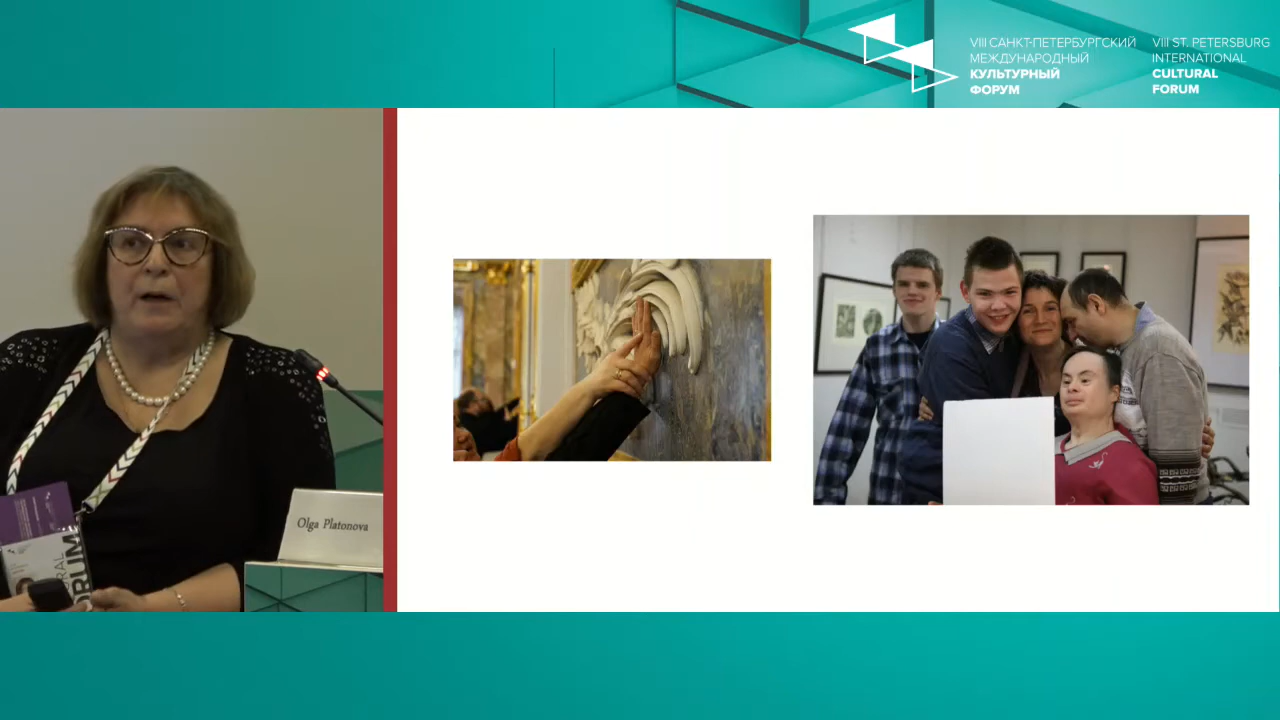 VIII САНКТ-ПЕТЕРБУРГСКИЙ
МЕЖДУНАРОДНЫЙ
КУЛЬТУРНЫЙ
ФОРУМ
VIII ST. PETERSBURG
INTERNATIONAL
CULTURAL
FORUM
Olga Platonova